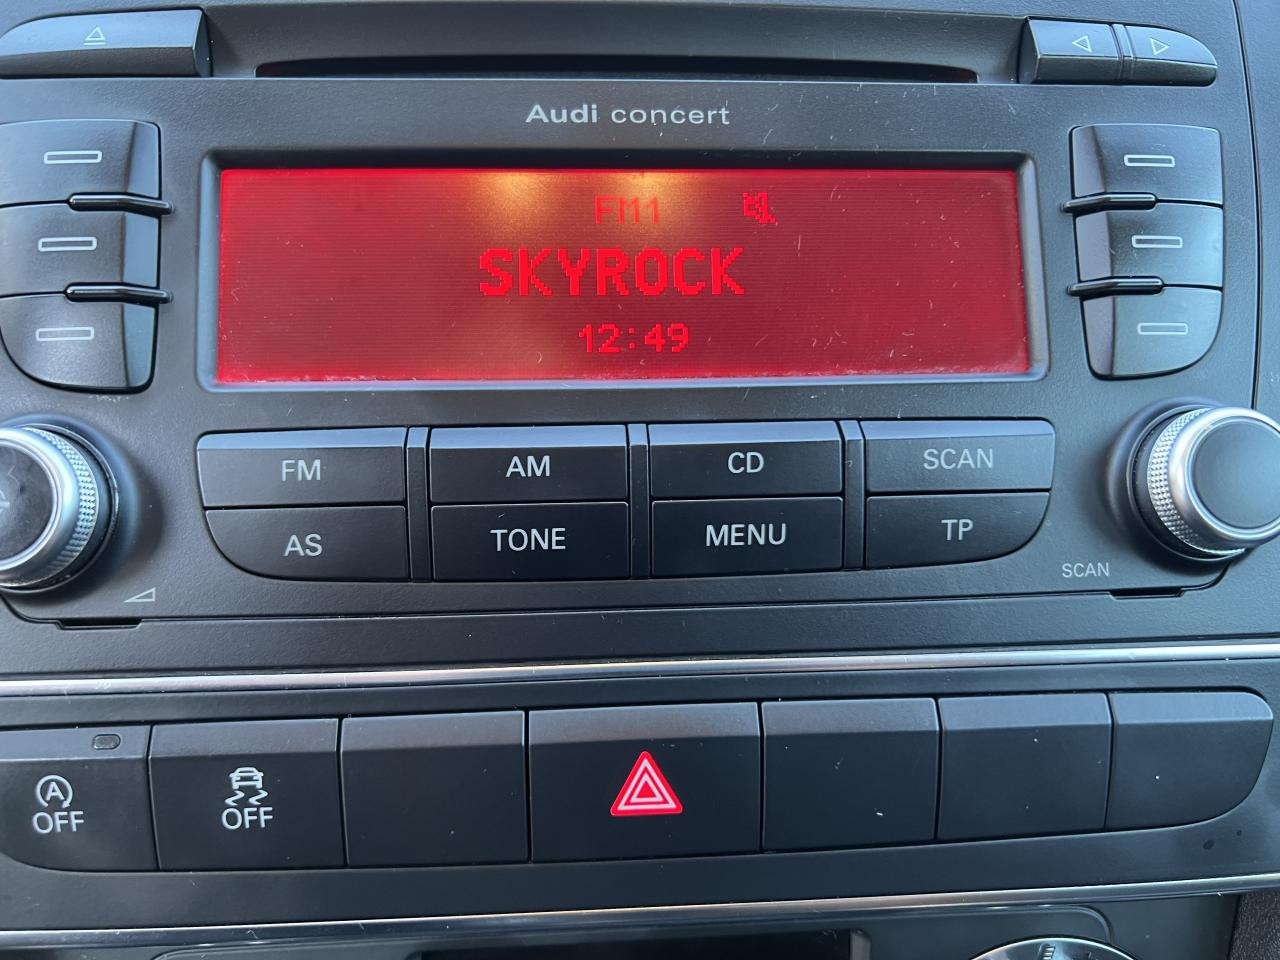 Audi concert
FM1
SKYROCK
12:49
FM
AM
CD
SCAN
AS
TONE
MENU
TP
SCAN
A
OFF
OFF